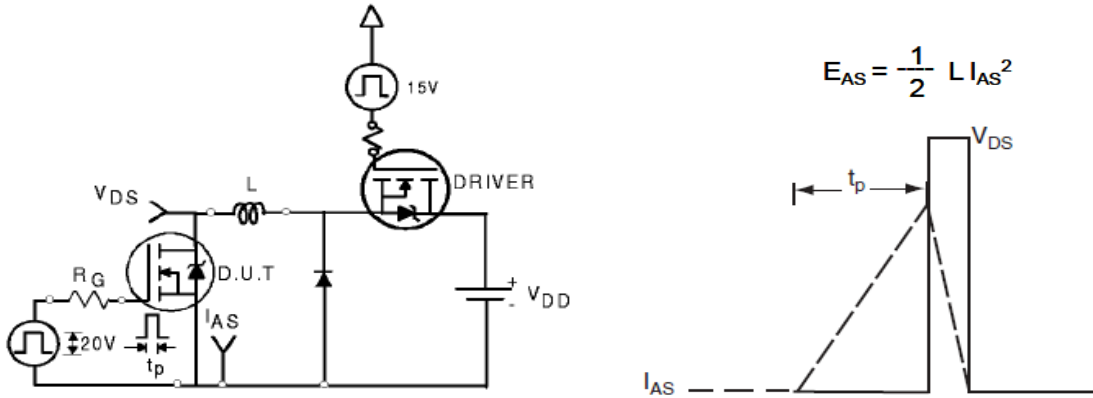 15V
DRIVER
L
VDS
RG
D.U.T
IAS
20V
tp
+
-
VDD
EAS = 1/2 L IAS²
VDS
tp
IAS